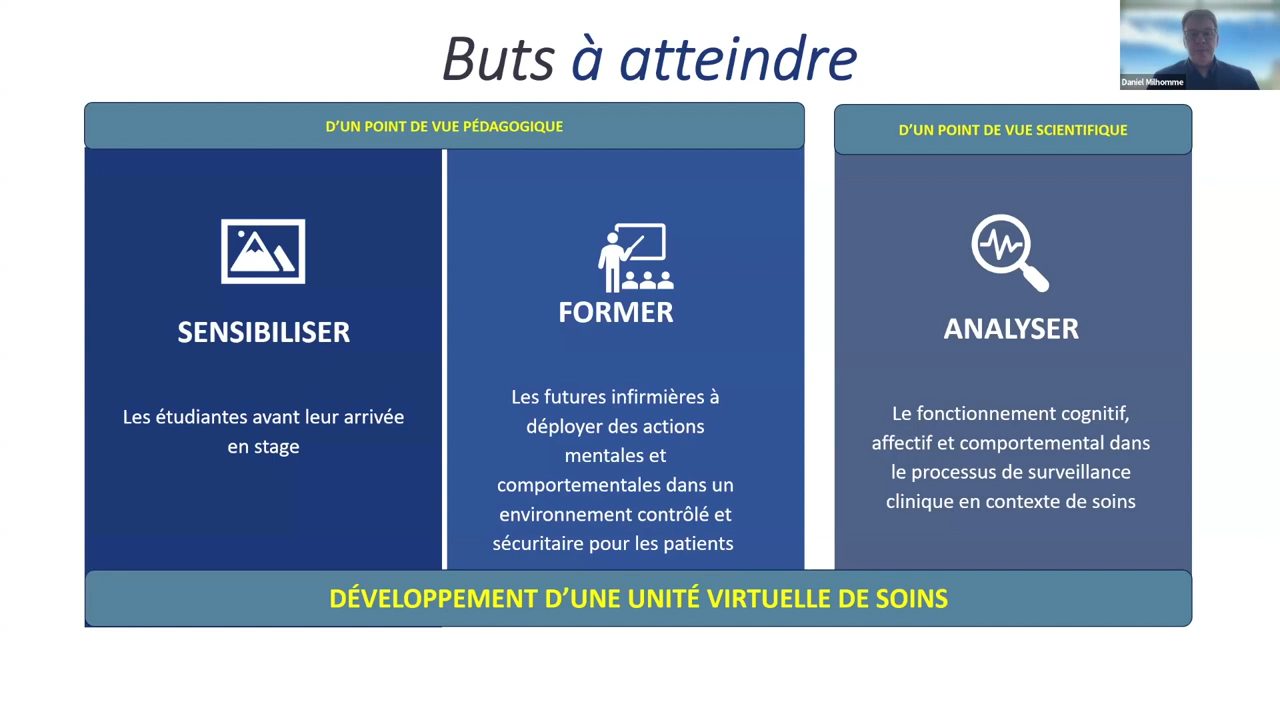 Buts à atteindre
Daniel Milhomme
D'UN POINT DE VUE PÉDAGOGIQUE
D'UN POINT DE VUE SCIENTIFIQUE
SENSIBILISER
Les étudiantes avant leur arrivée
en stage
FORMER
Les futures infirmières à
déployer des actions
mentales et
comportementales dans un
environnement contrôlé et
sécuritaire pour les patients
ANALYSER
Le fonctionnement cognitif,
affectif et comportemental dans
le processus de surveillance
clinique en contexte de soins
DÉVELOPPEMENT D'UNE UNITÉ VIRTUELLE DE SOINS